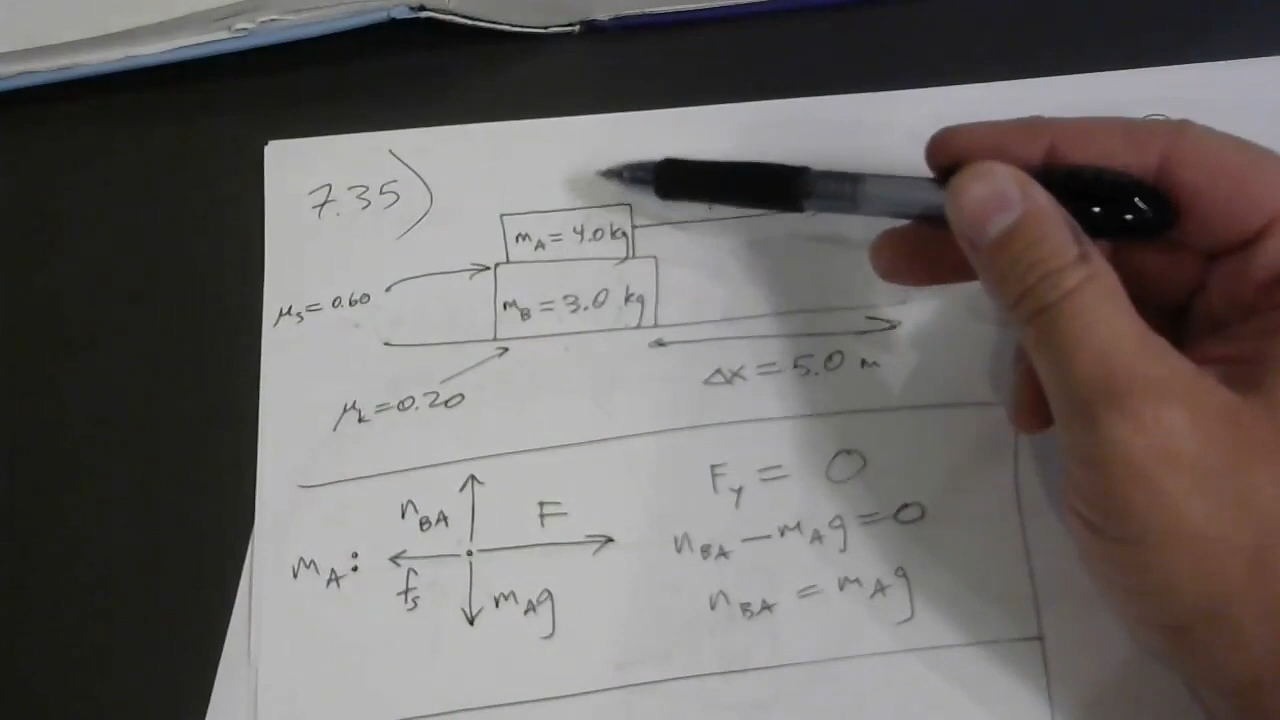 7.35)
m_A = 4.0 kg
μ_s = 0.60
m_B = 3.0 kg
Δx = 5.0 m
μ_k = 0.20
n_BA
F
m_A:
f_s
m_A g
F_y = 0
n_BA − m_A g = 0
n_BA = m_A g